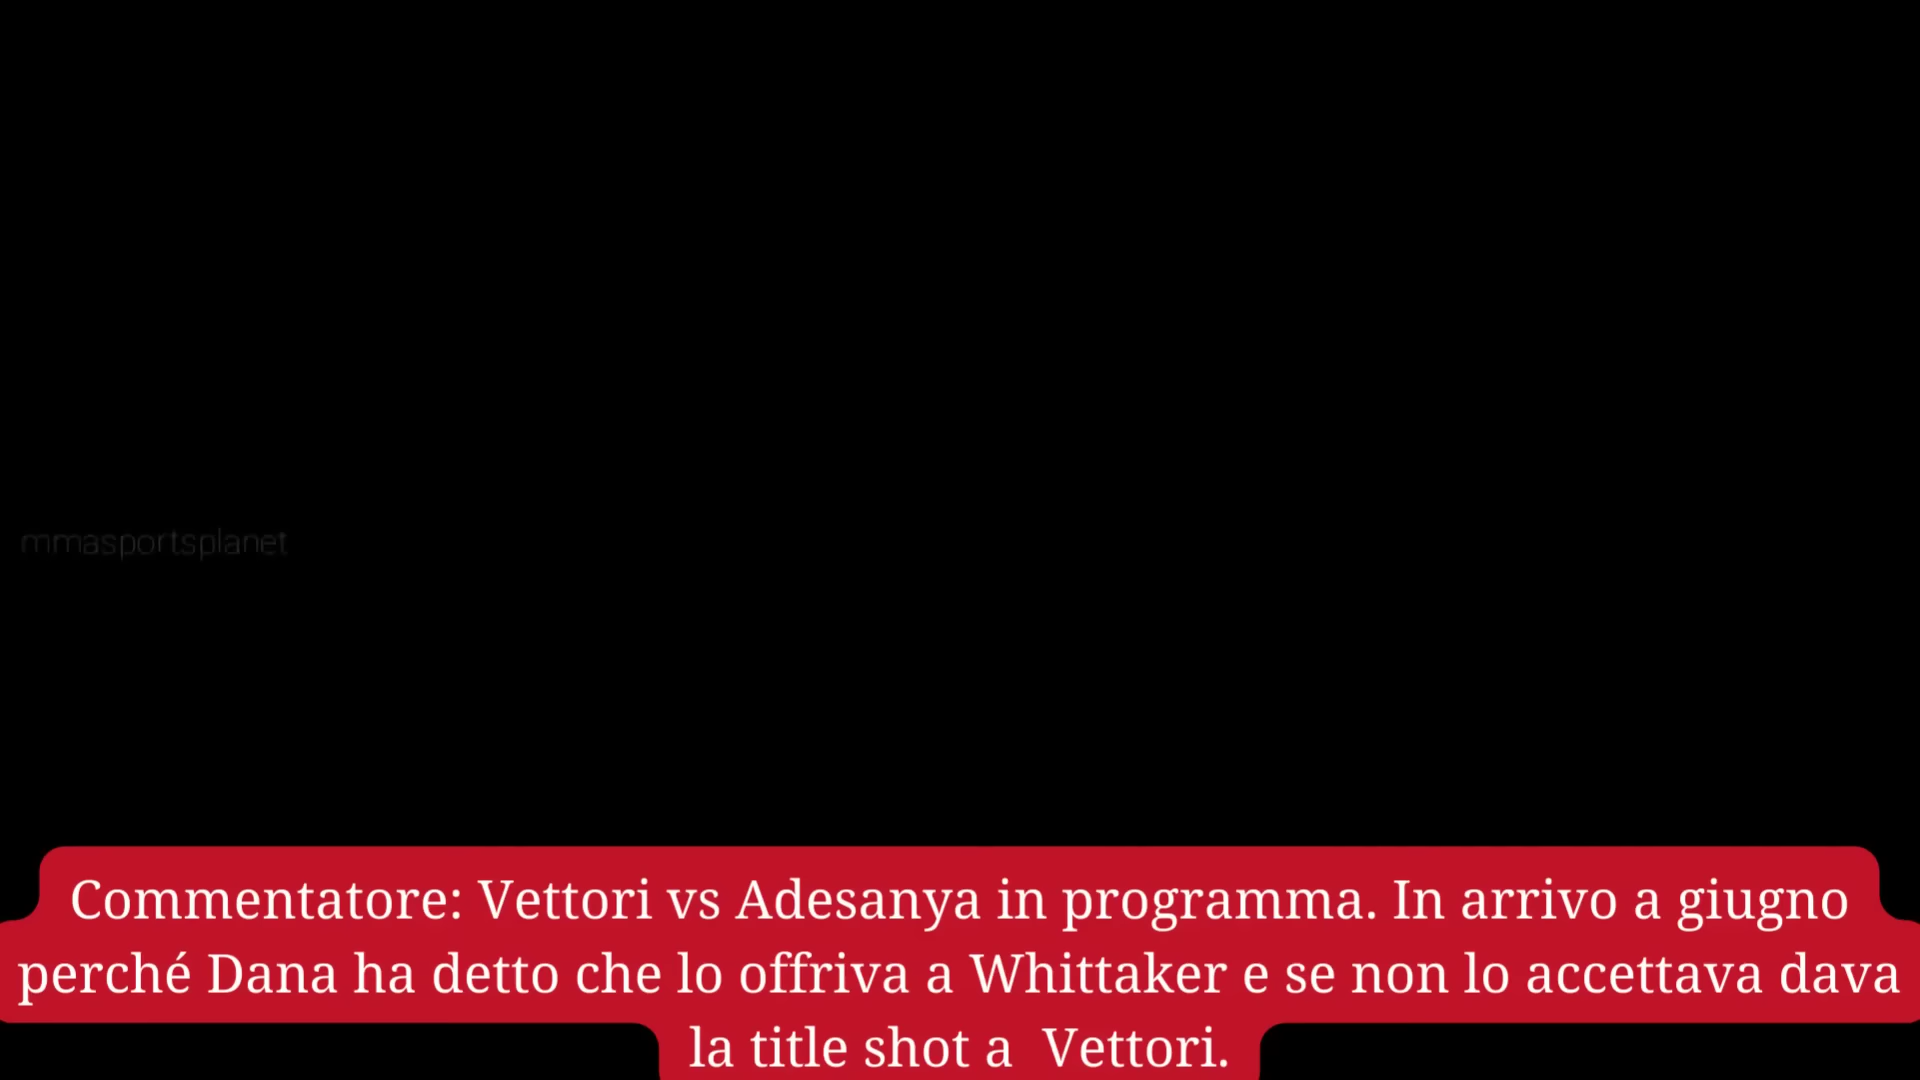 mmasportsplanet
Commentatore: Vettori vs Adesanya in programma. In arrivo a giugno
perché Dana ha detto che lo offriva a Whittaker e se non lo accettava dava
la title shot a  Vettori.